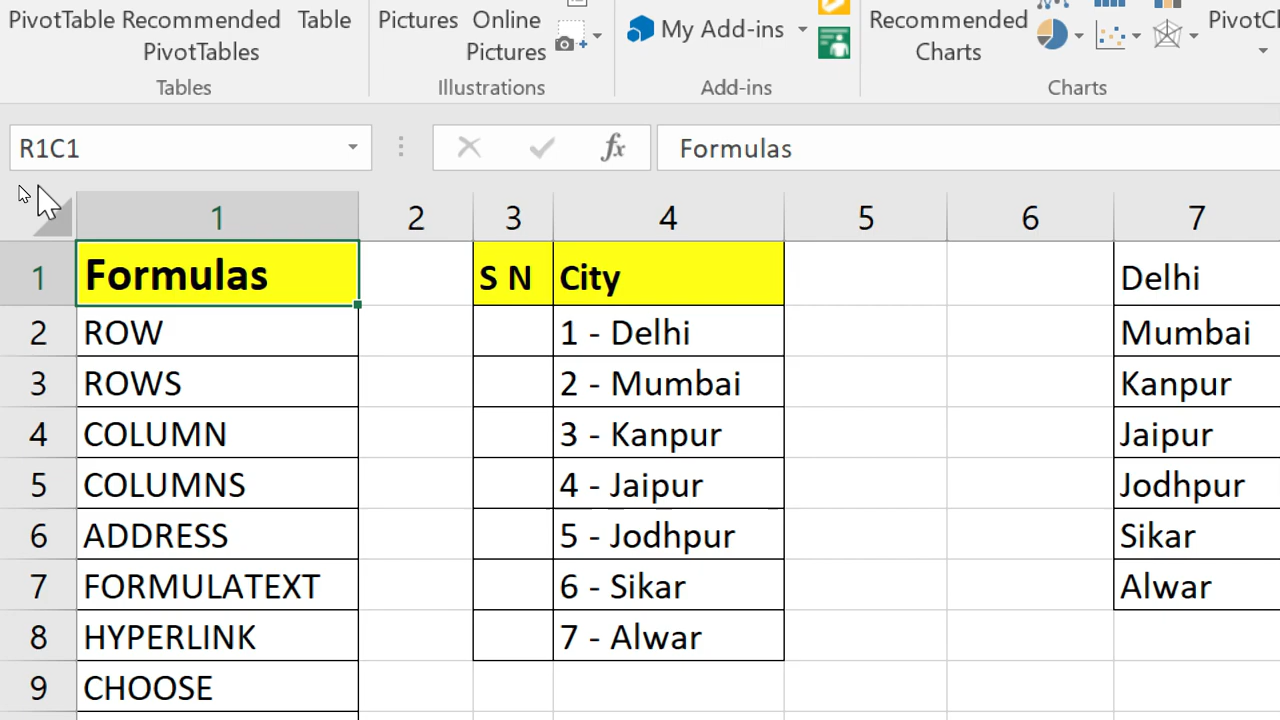 PivotTable Recommended PivotTables Table
Pictures Online Pictures
My Add-ins
Recommended Charts
Tables
Illustrations
Add-ins
Charts
R1C1
fx
Formulas
1 2 3 4 5 6 7
1 Formulas S N City Delhi
2 ROW 1 - Delhi Mumbai
3 ROWS 2 - Mumbai Kanpur
4 COLUMN 3 - Kanpur Jaipur
5 COLUMNS 4 - Jaipur Jodhpur
6 ADDRESS 5 - Jodhpur Sikar
7 FORMULATEXT 6 - Sikar Alwar
8 HYPERLINK 7 - Alwar
9 CHOOSE